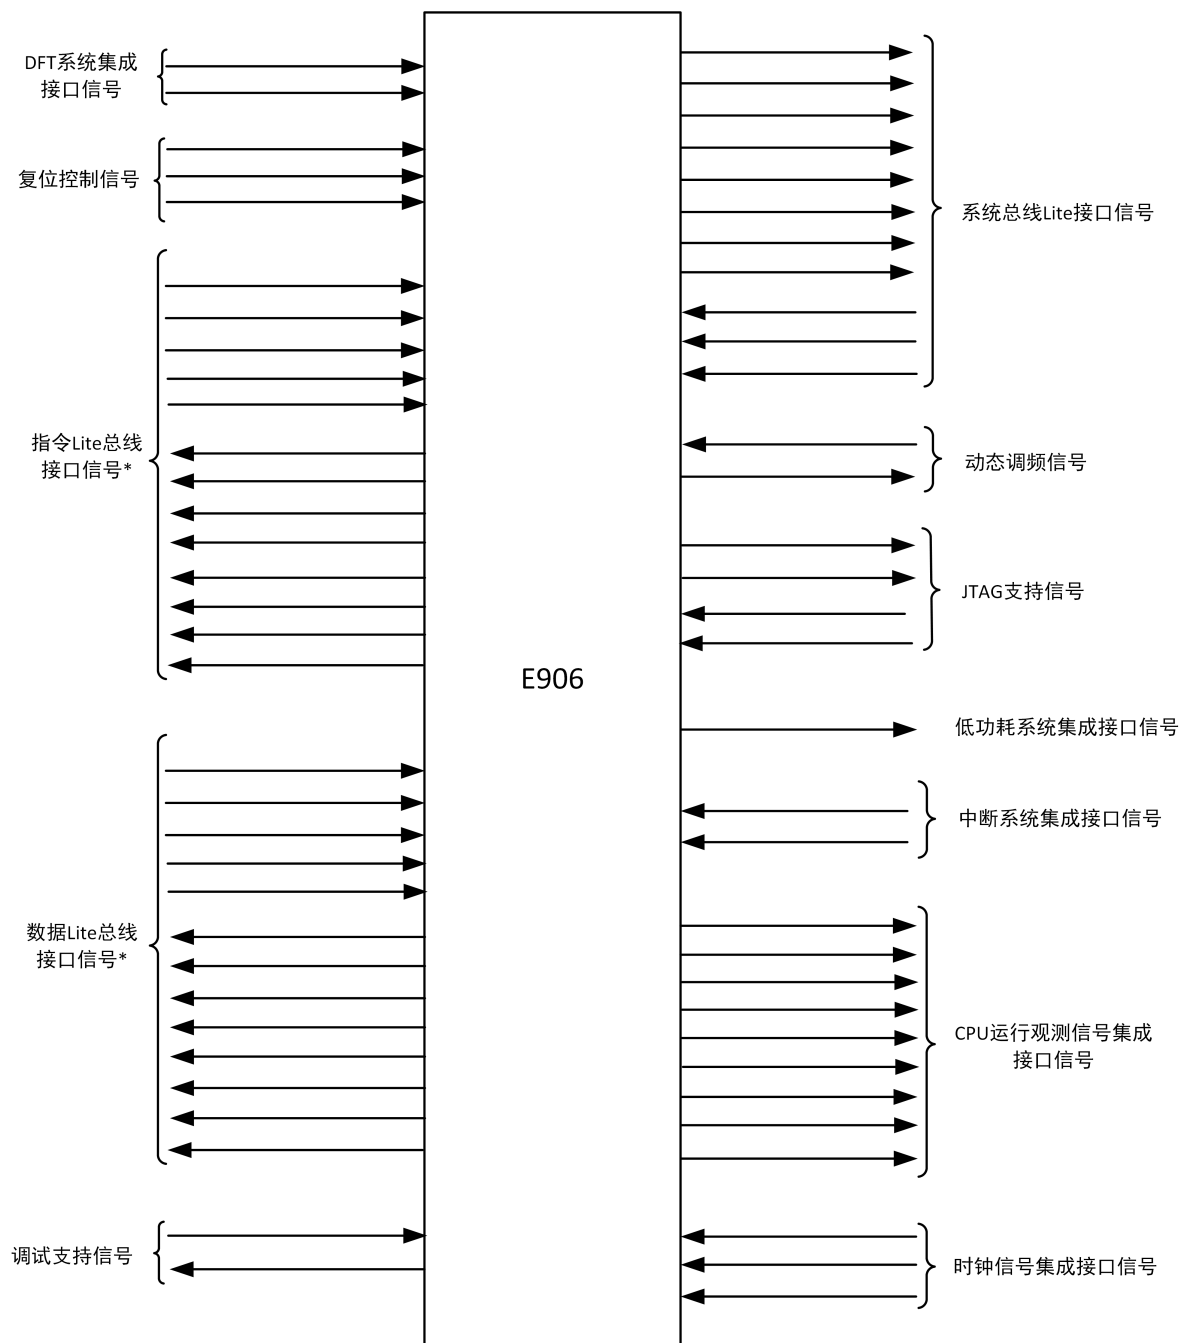 DFT系统集成
接口信号
复位控制信号
指令Lite总线
接口信号*
数据Lite总线
接口信号*
调试支持信号
E906
系统总线Lite接口信号
动态调频信号
JTAG支持信号
低功耗系统集成接口信号
中断系统集成接口信号
CPU运行观测信号集成
接口信号
时钟信号集成接口信号